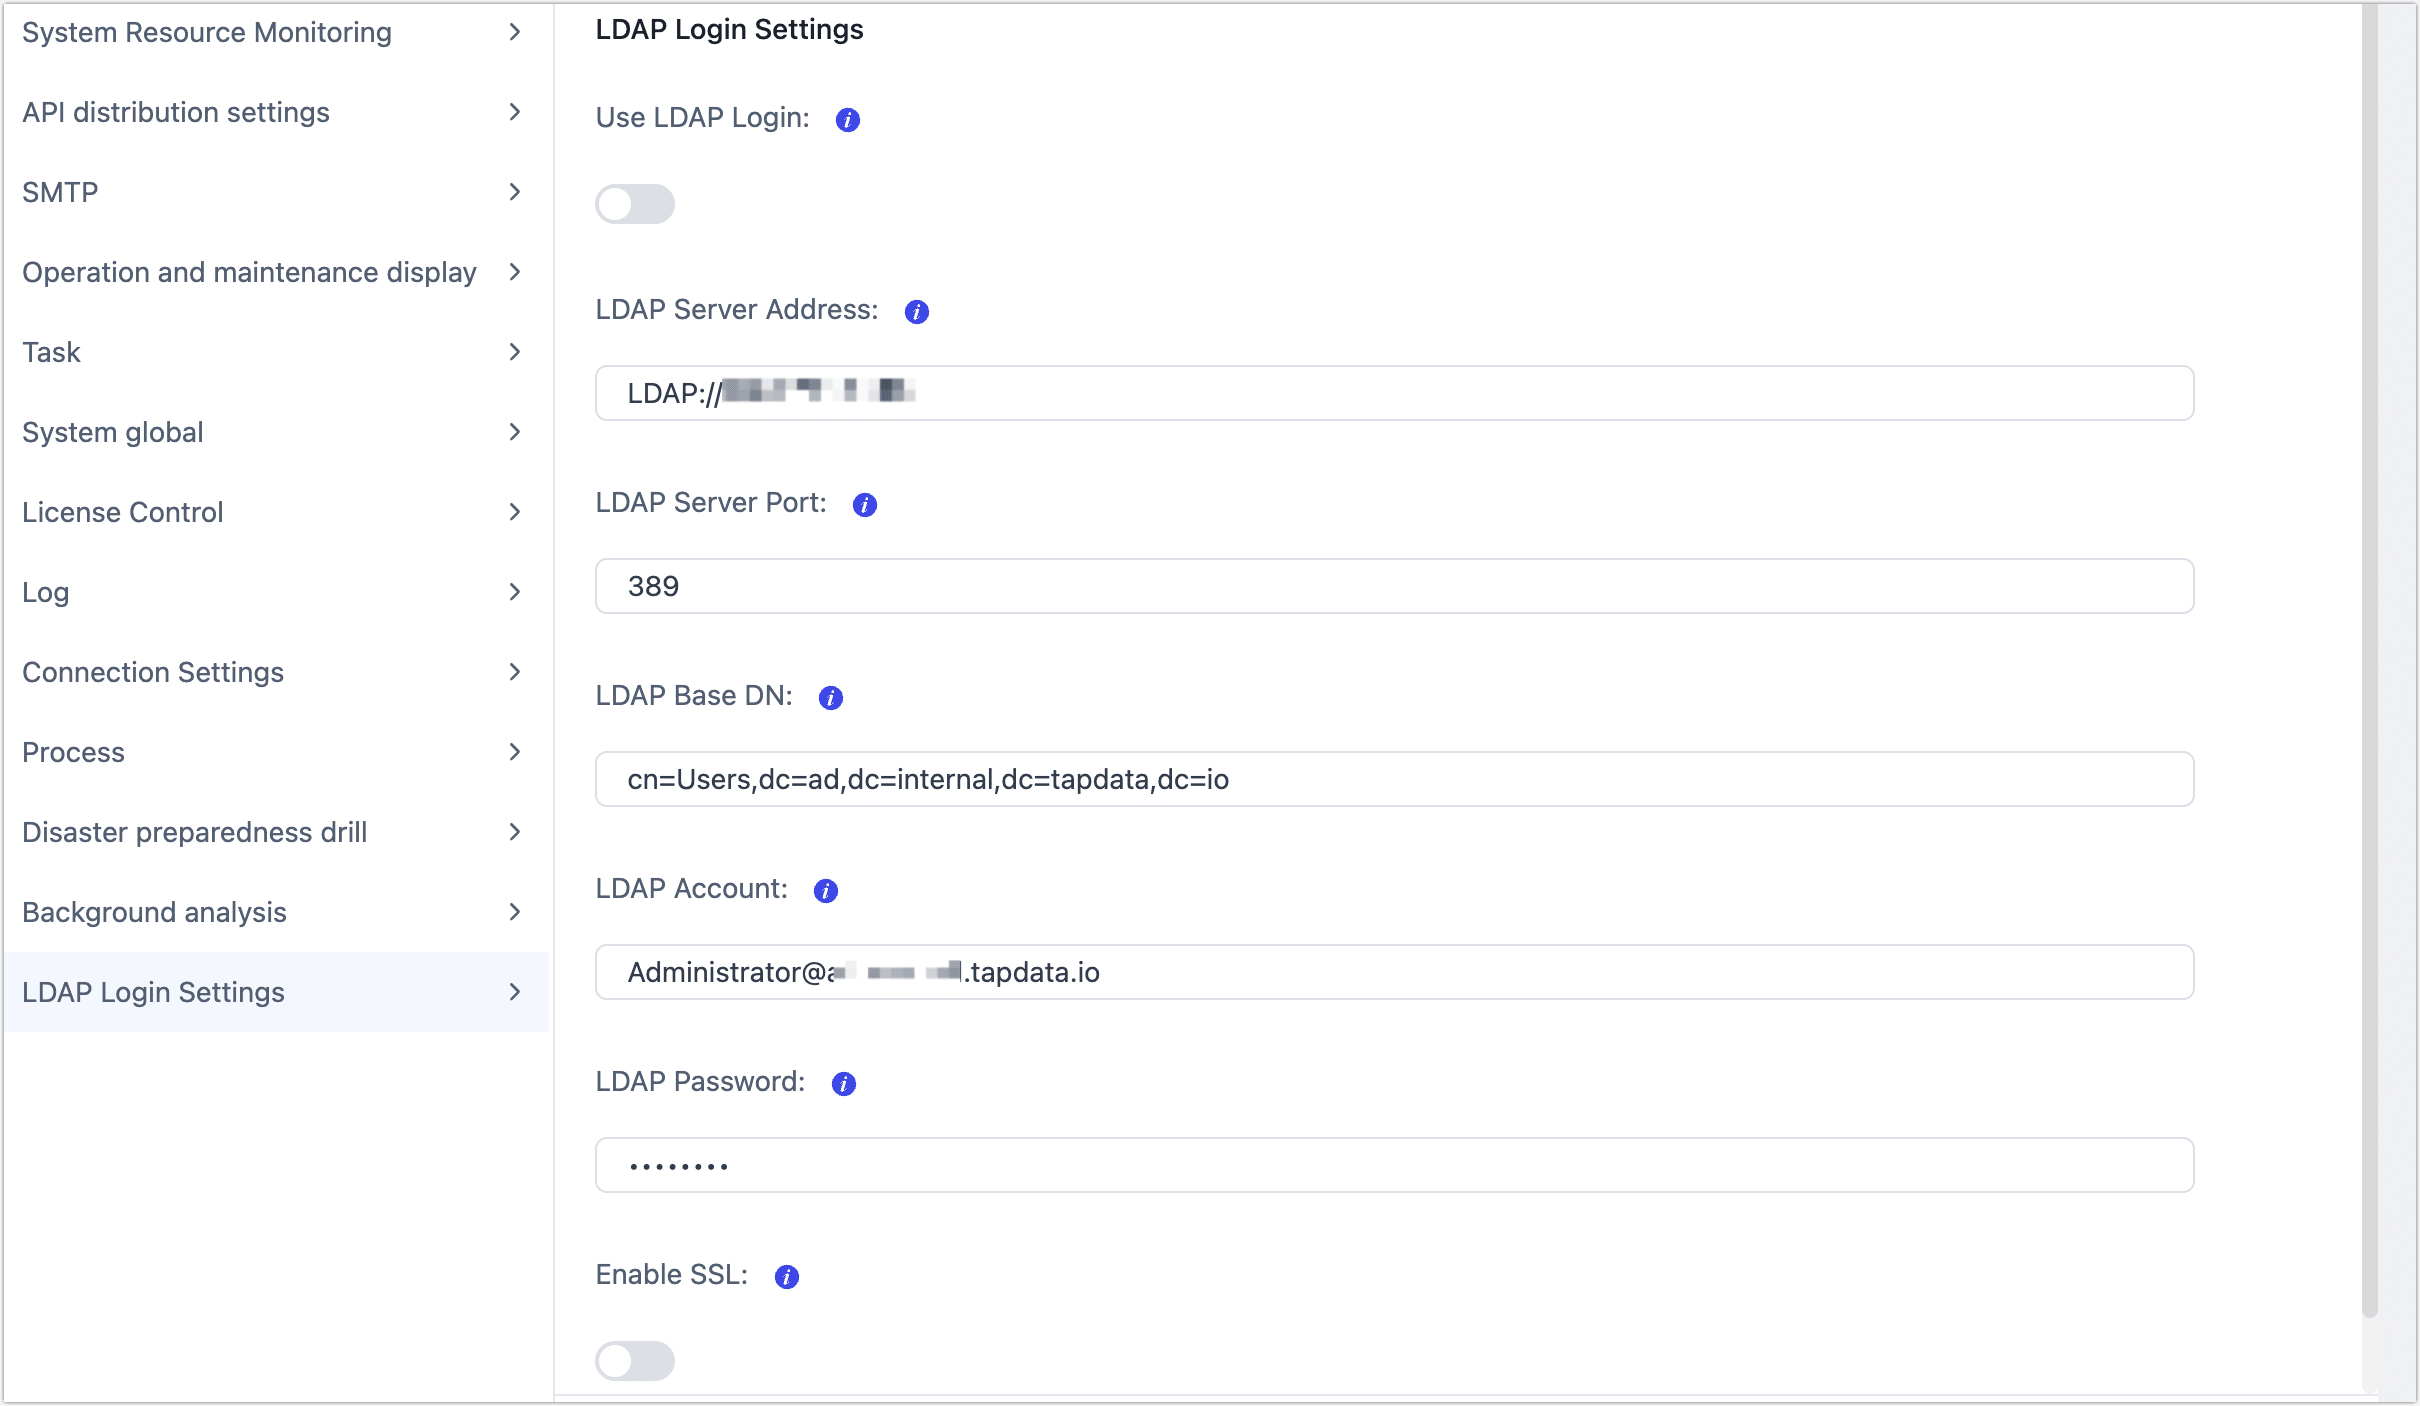 System Resource Monitoring
API distribution settings
SMTP
Operation and maintenance display
Task
System global
License Control
Log
Connection Settings
Process
Disaster preparedness drill
Background analysis
LDAP Login Settings
LDAP Login Settings
Use LDAP Login:
LDAP Server Address:
LDAP://
LDAP Server Port:
389
LDAP Base DN:
cn=Users,dc=ad,dc=internal,dc=tapdata,dc=io
LDAP Account:
Administrator@ .tapdata.io
LDAP Password:
••••••••
Enable SSL: